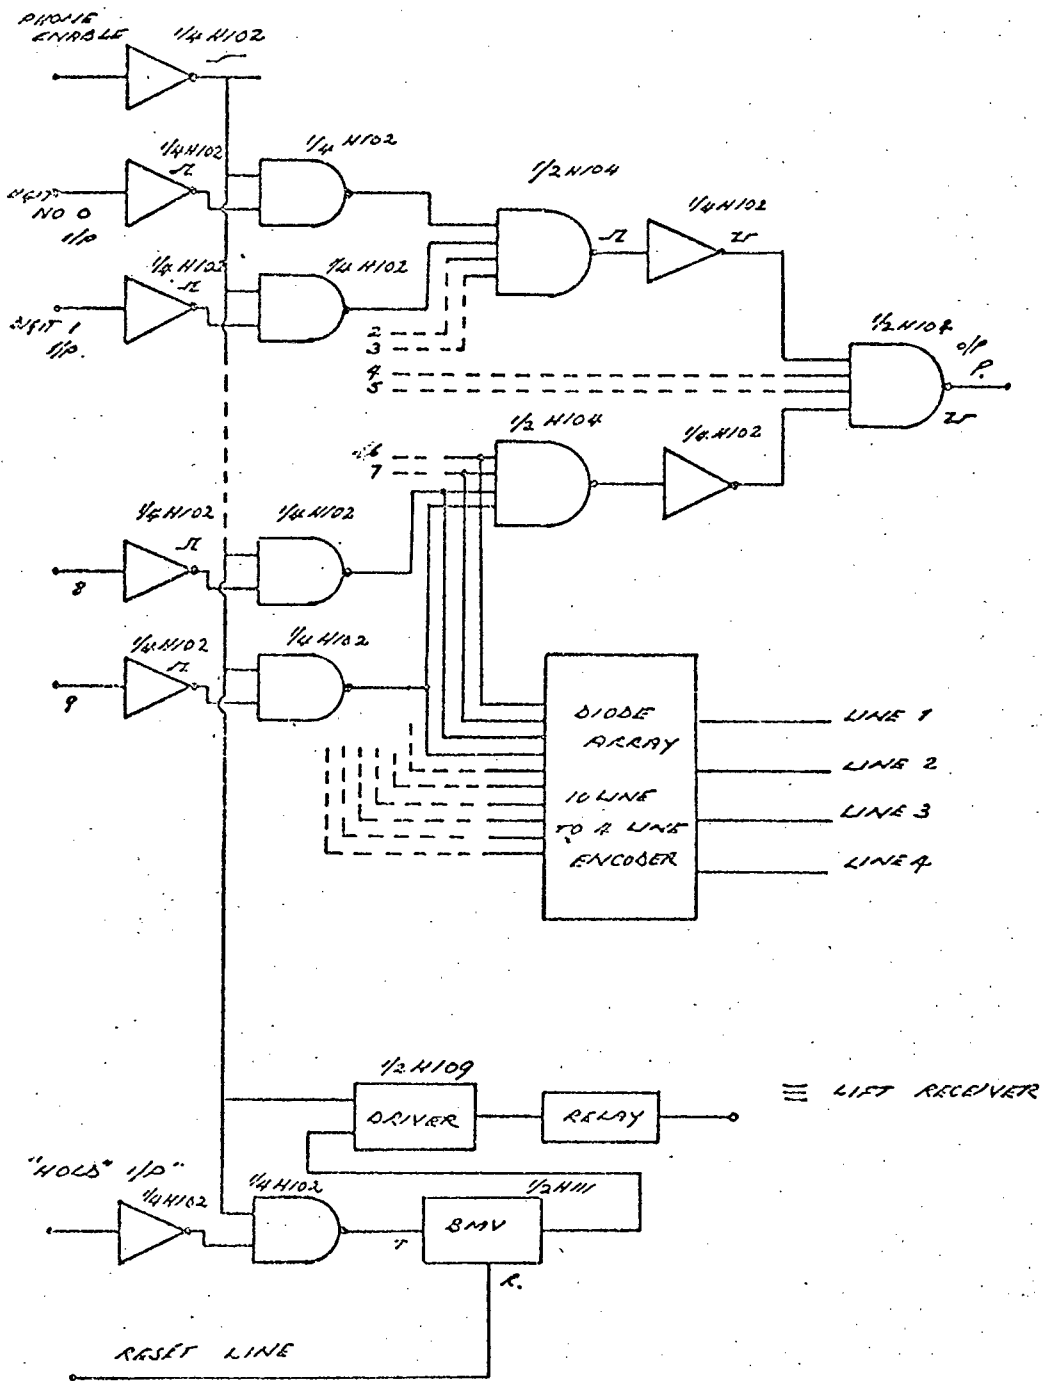 PHONE
ENABLE
1/4 H102
1/4 H102
1/4 H102
DIGIT
NO 0
I/P
1/2 H104
1/4 H102
1/4 H102
1/4 H102
DIGIT 1
I/P.
2
3
4
5
1/2 H104
O/P
P.
1/2 H104
1/4 H102
6
7
1/4 H102
1/4 H102
8
1/4 H102
1/4 H102
9
DIODE
ARRAY
10 LINE
TO 4 LINE
ENCODER
LINE 1
LINE 2
LINE 3
LINE 4
1/2 H109
DRIVER
RELAY
≡ LIFT RECEIVER
"HOLD" I/P"
1/4 H102
1/4 H102
1/2 H111
T
BMV
R.
RESET LINE